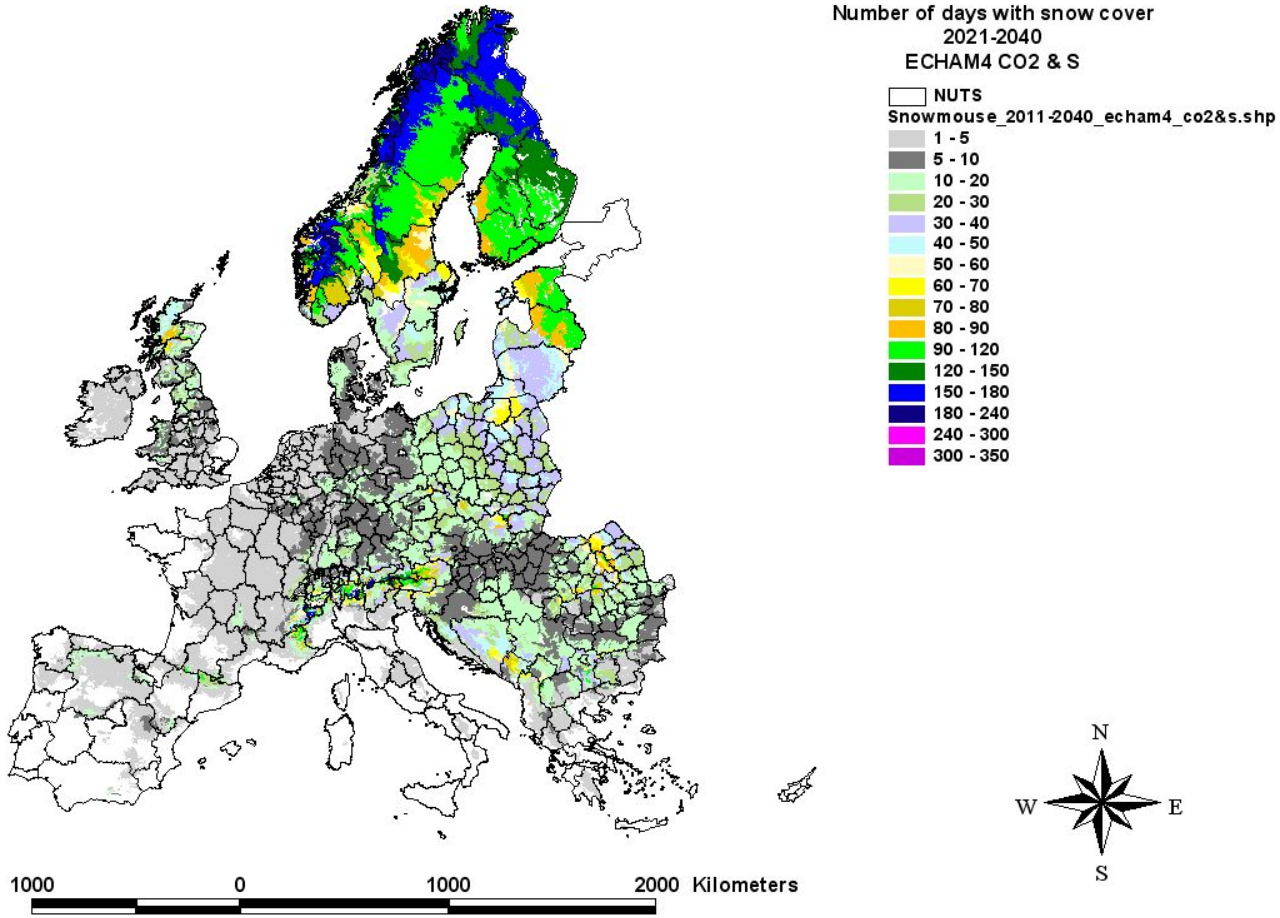 Number of days with snow cover
2021-2040
ECHAM4 CO2 & S
NUTS
Snowmouse_2011-2040_echam4_co2&s.shp
1 - 5
5 - 10
10 - 20
20 - 30
30 - 40
40 - 50
50 - 60
60 - 70
70 - 80
80 - 90
90 - 120
120 - 150
150 - 180
180 - 240
240 - 300
300 - 350
N
W E
S
1000 0 1000 2000 Kilometers